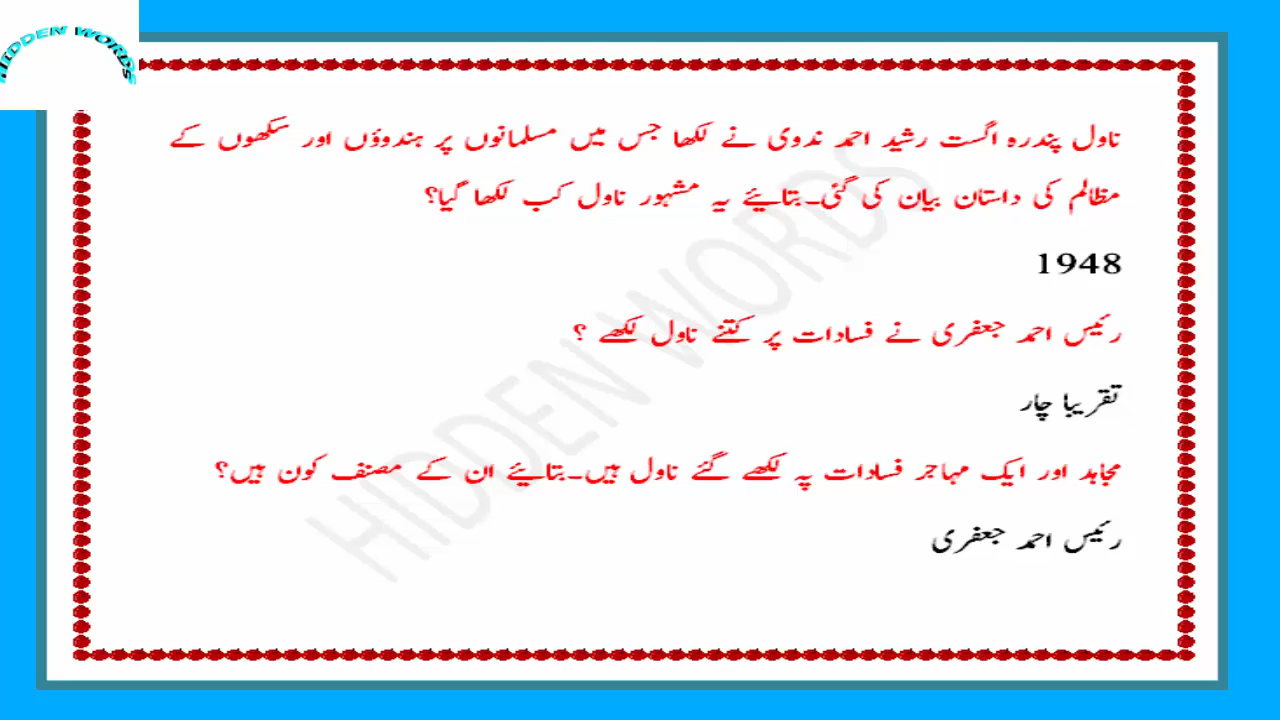 HIDDEN WORDS
ناول پندرہ اگست رشید احمد ندوی نے لکھا جس میں مسلمانوں پر ہندوؤں اور سکھوں کے
مظالم کی داستان بیان کی گئی۔بتایئے یہ مشہور ناول کب لکھا گیا؟
1948
رئیس احمد جعفری نے فسادات پر کتنے ناول لکھے ؟
تقریبا چار
مجاہد اور ایک مہاجر فسادات پہ لکھے گئے ناول ہیں۔بتایئے ان کے مصنف کون ہیں؟
رئیس احمد جعفری
HIDDEN WORDS